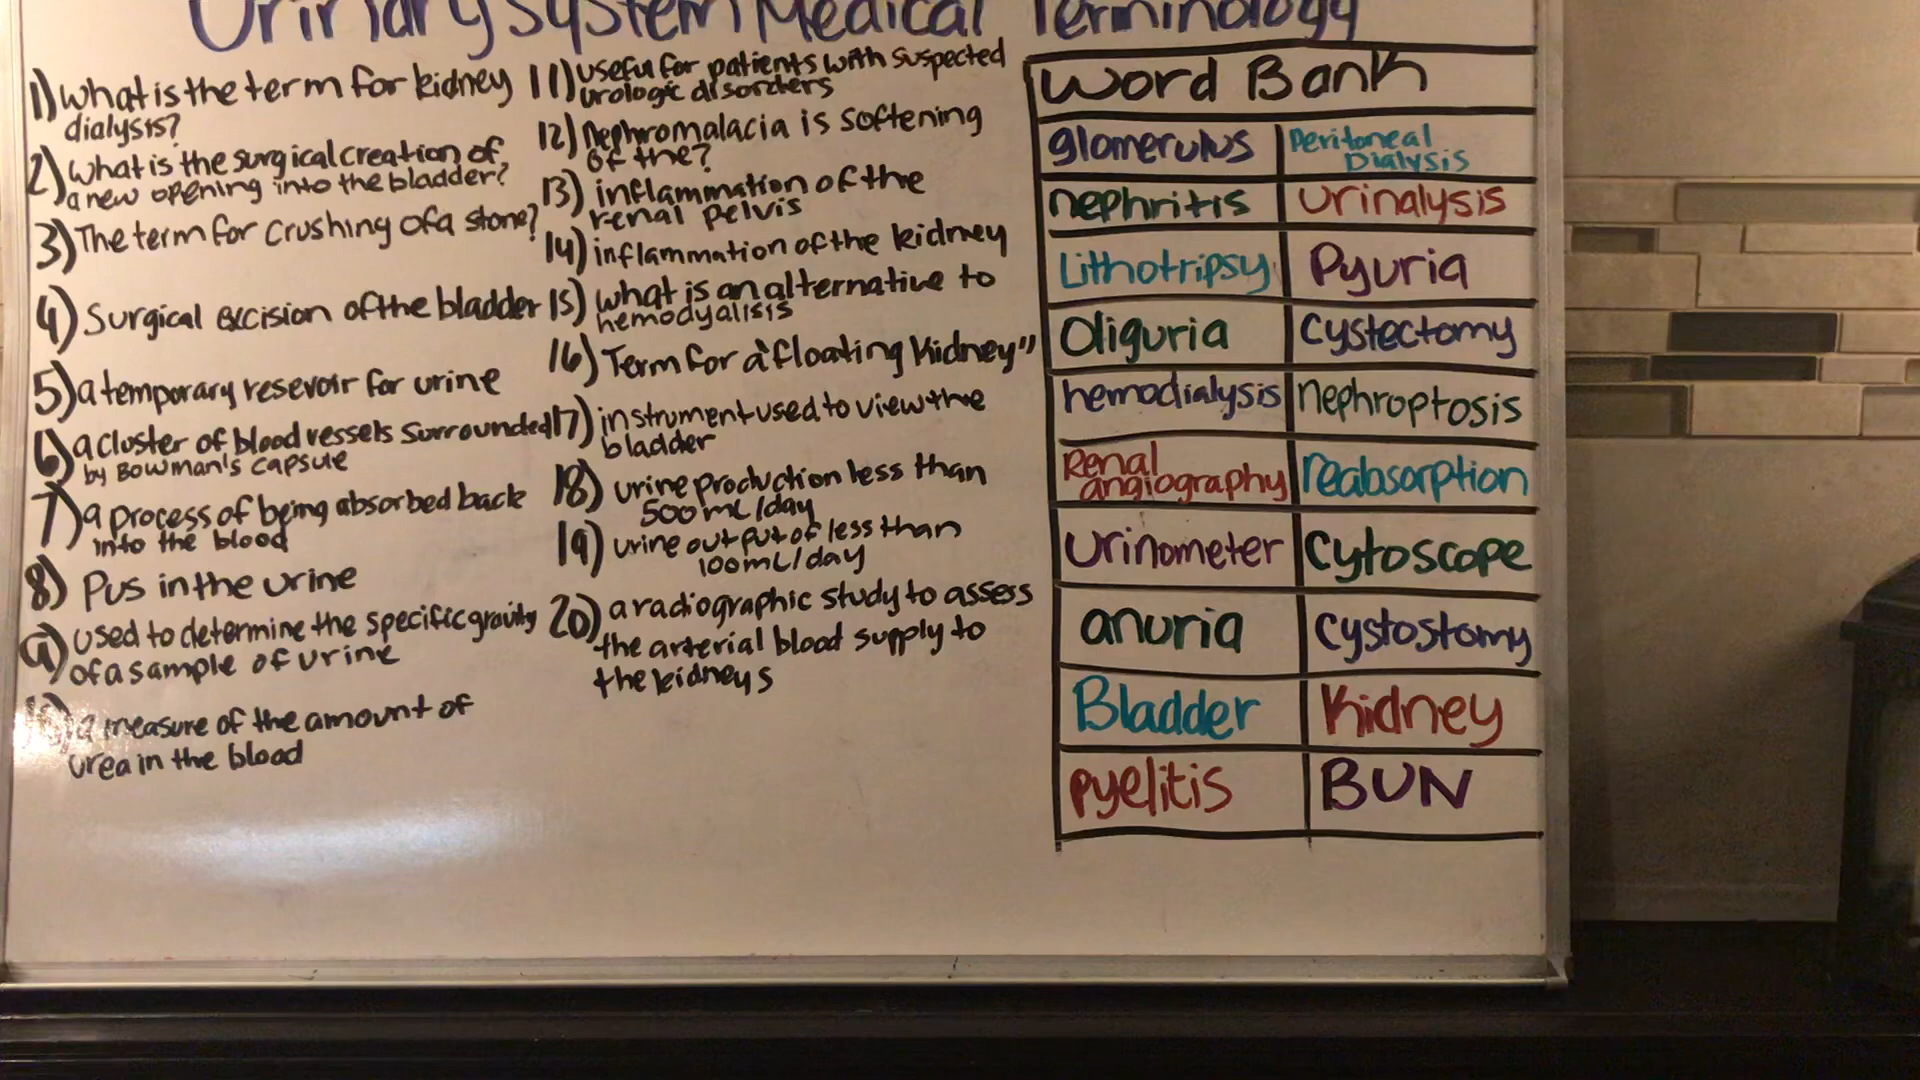 Urinary System Medical Terminology
1) What is the term for kidney
dialysis?
2) What is the surgical creation of
a new opening into the bladder?
3) The term for crushing of a stone?
4) Surgical excision of the bladder
5) a temporary resevoir for urine
6) a cluster of blood vessels surrounded
by Bowman's capsule
7) a process of being absorbed back
into the blood
8) Pus in the urine
9) used to determine the specific gravity
of a sample of urine
10) a measure of the amount of
urea in the blood
11) useful for patients with suspected
urologic disorders
12) Nephromalacia is softening
of the?
13) inflammation of the
renal pelvis
14) inflammation of the kidney
15) what is an alternative to
hemodyalisis
16) Term for a "floating Kidney"
17) instrument used to view the
bladder
18) urine production less than
500mL/day
19) urine output of less than
100mL/day
20) a radiographic study to assess
the arterial blood supply to
the kidneys
Word Bank
glomerulus Peritoneal
Dialysis
nephritis urinalysis
Lithotripsy Pyuria
Oliguria cystectomy
hemodialysis nephroptosis
Renal
angiography reabsorption
Urinometer cytoscope
anuria cystostomy
Bladder Kidney
pyelitis BUN